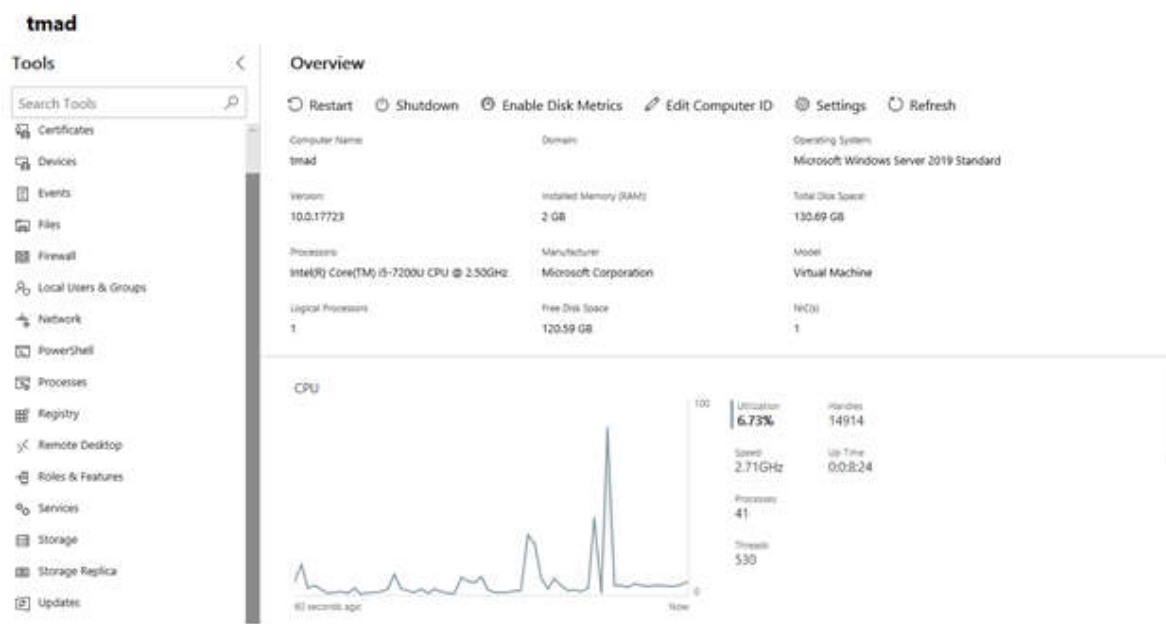 tmad
Tools
Search Tools
Certificates
Devices
Events
Files
Firewall
Local Users & Groups
Network
PowerShell
Processes
Registry
Remote Desktop
Roles & Features
Services
Storage
Storage Replica
Updates
Overview
Restart Shutdown Enable Disk Metrics Edit Computer ID Settings Refresh
Computer Name Domain Operating System
tmad Microsoft Windows Server 2019 Standard
Version Installed Memory (RAM) Total Disk Space
10.0.17723 2 GB 130.69 GB
Processors Manufacturer Model
Intel(R) Core(TM) i5-7200U CPU @ 2.50GHz Microsoft Corporation Virtual Machine
Logical Processors Free Disk Space NIC(s)
1 120.59 GB 1
CPU
100
Utilization Handles
6.73% 14914
Speed Up Time
2.71GHz 0:0:8:24
Processes
41
Threads
530
0
60 seconds ago Now